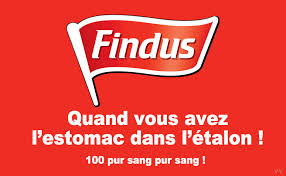 Findus
Quand vous avez
l'estomac dans l'étalon !
100 pur sang pur sang !